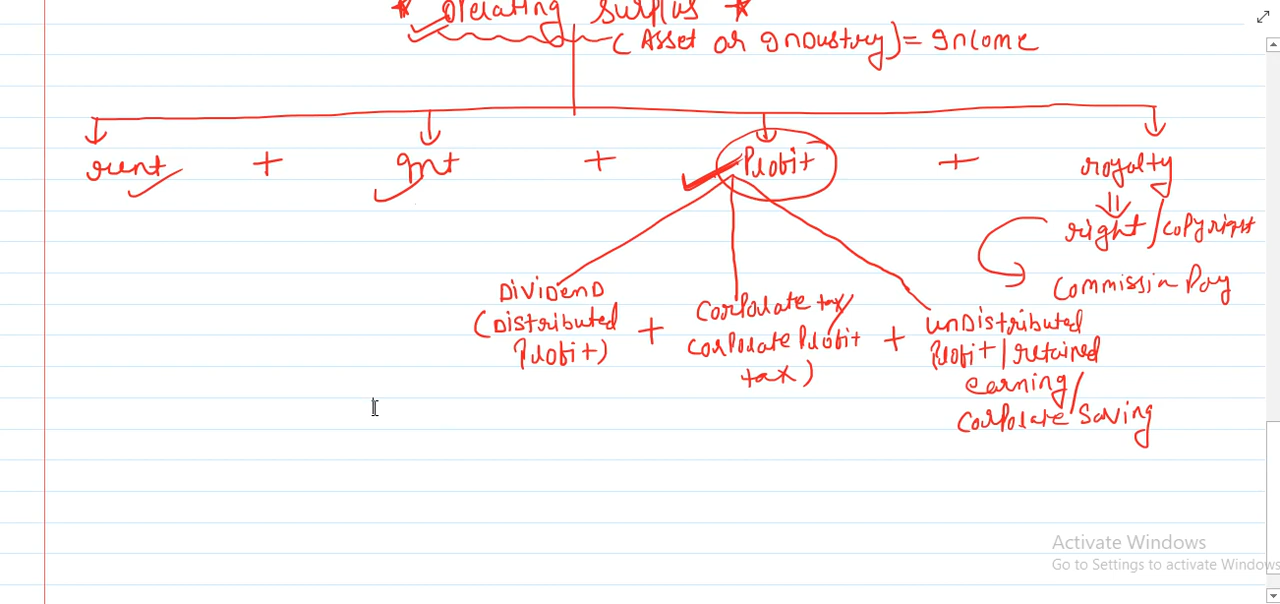 * Operating Surplus *
(Asset or Industry) = Income
rent + Int + Profit + royalty
right/copyright
Commission Pay
Dividend
(Distributed
Profit)
+
Corporate tax/
Corporate Profit
tax)
+
UnDistributed
Profit/retained
earning/
Corporate Saving
Activate Windows
Go to Settings to activate Windows